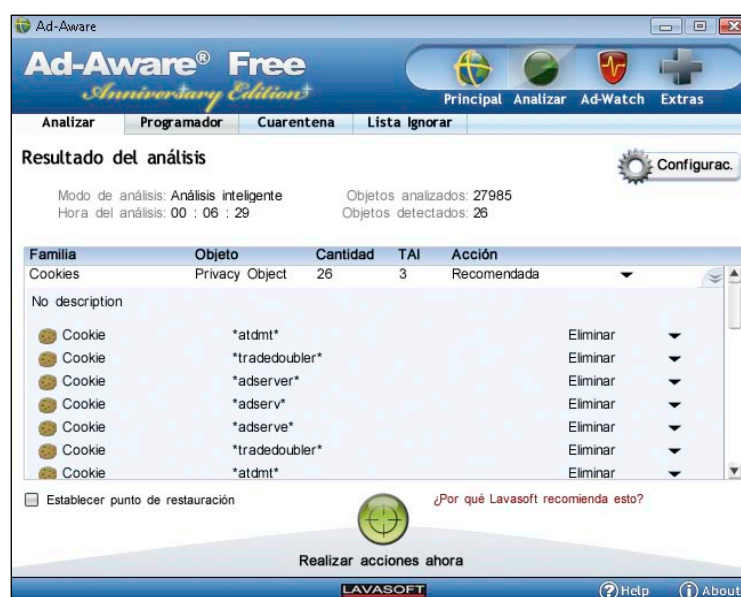 Ad-Aware
Ad-Aware® Free
Anniversary Edition
Principal Analizar Ad-Watch Extras
Analizar Programador Cuarentena Lista Ignorar
Resultado del análisis
Configurac.
Modo de análisis: Análisis inteligente Objetos analizados: 27985
Hora del análisis: 00 : 06 : 29 Objetos detectados: 26
Familia Objeto Cantidad TAI Acción
Cookies Privacy Object 26 3 Recomendada
No description
Cookie *atdmt* Eliminar
Cookie *tradedoubler* Eliminar
Cookie *adserver* Eliminar
Cookie *adserv* Eliminar
Cookie *adserve* Eliminar
Cookie *tradedoubler* Eliminar
Cookie *atdmt* Eliminar
Establecer punto de restauración ¿Por qué Lavasoft recomienda esto?
Realizar acciones ahora
LAVASOFT ? Help i About